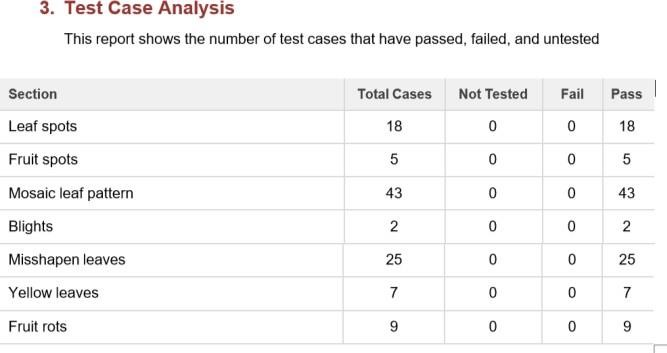 3. Test Case Analysis
This report shows the number of test cases that have passed, failed, and untested
Section Total Cases Not Tested Fail Pass
Leaf spots 18 0 0 18
Fruit spots 5 0 0 5
Mosaic leaf pattern 43 0 0 43
Blights 2 0 0 2
Misshapen leaves 25 0 0 25
Yellow leaves 7 0 0 7
Fruit rots 9 0 0 9